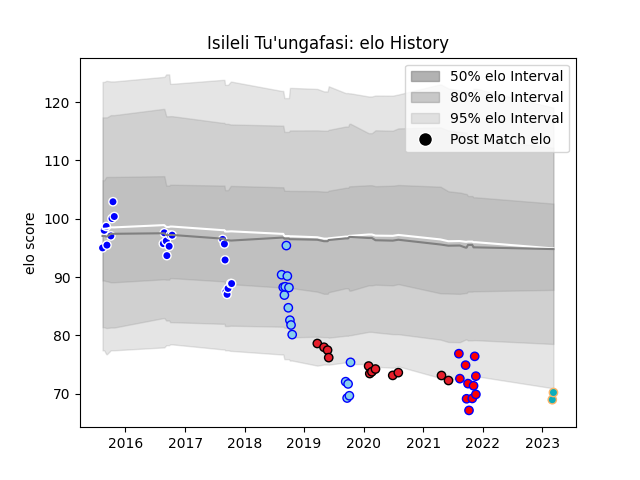 Isileli Tu'ungafasi: elo History
50% elo Interval
80% elo Interval
95% elo Interval
Post Match elo
elo score
120
110
100
90
80
70
2016 2017 2018 2019 2020 2021 2022 2023